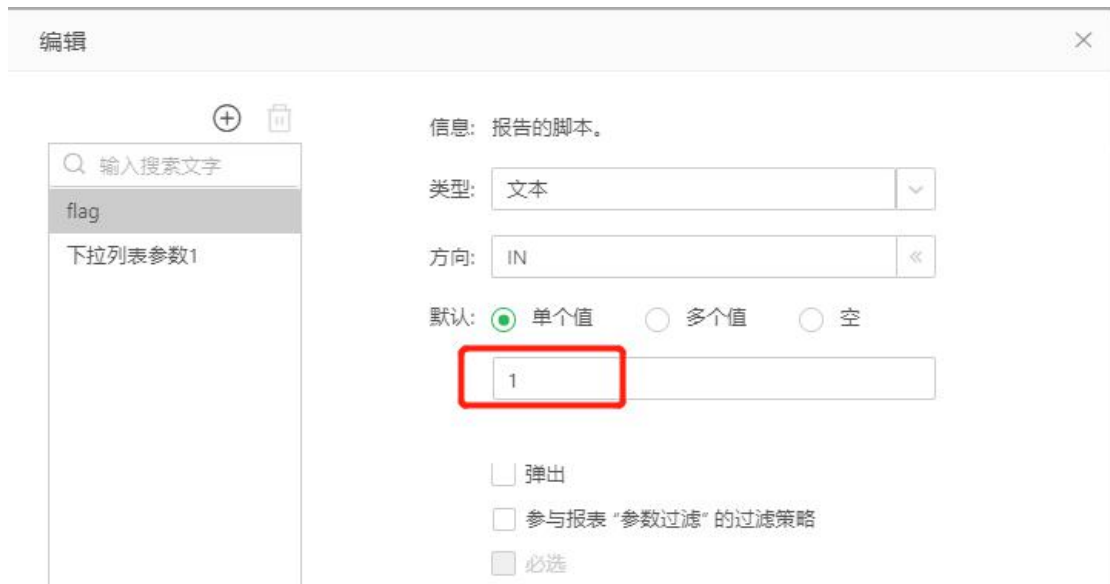 编辑
输入搜索文字
flag
下拉列表参数1
信息: 报告的脚本。
类型: 文本
方向: IN
默认: 单个值 多个值 空
1
弹出
参与报表 “参数过滤” 的过滤策略
必选